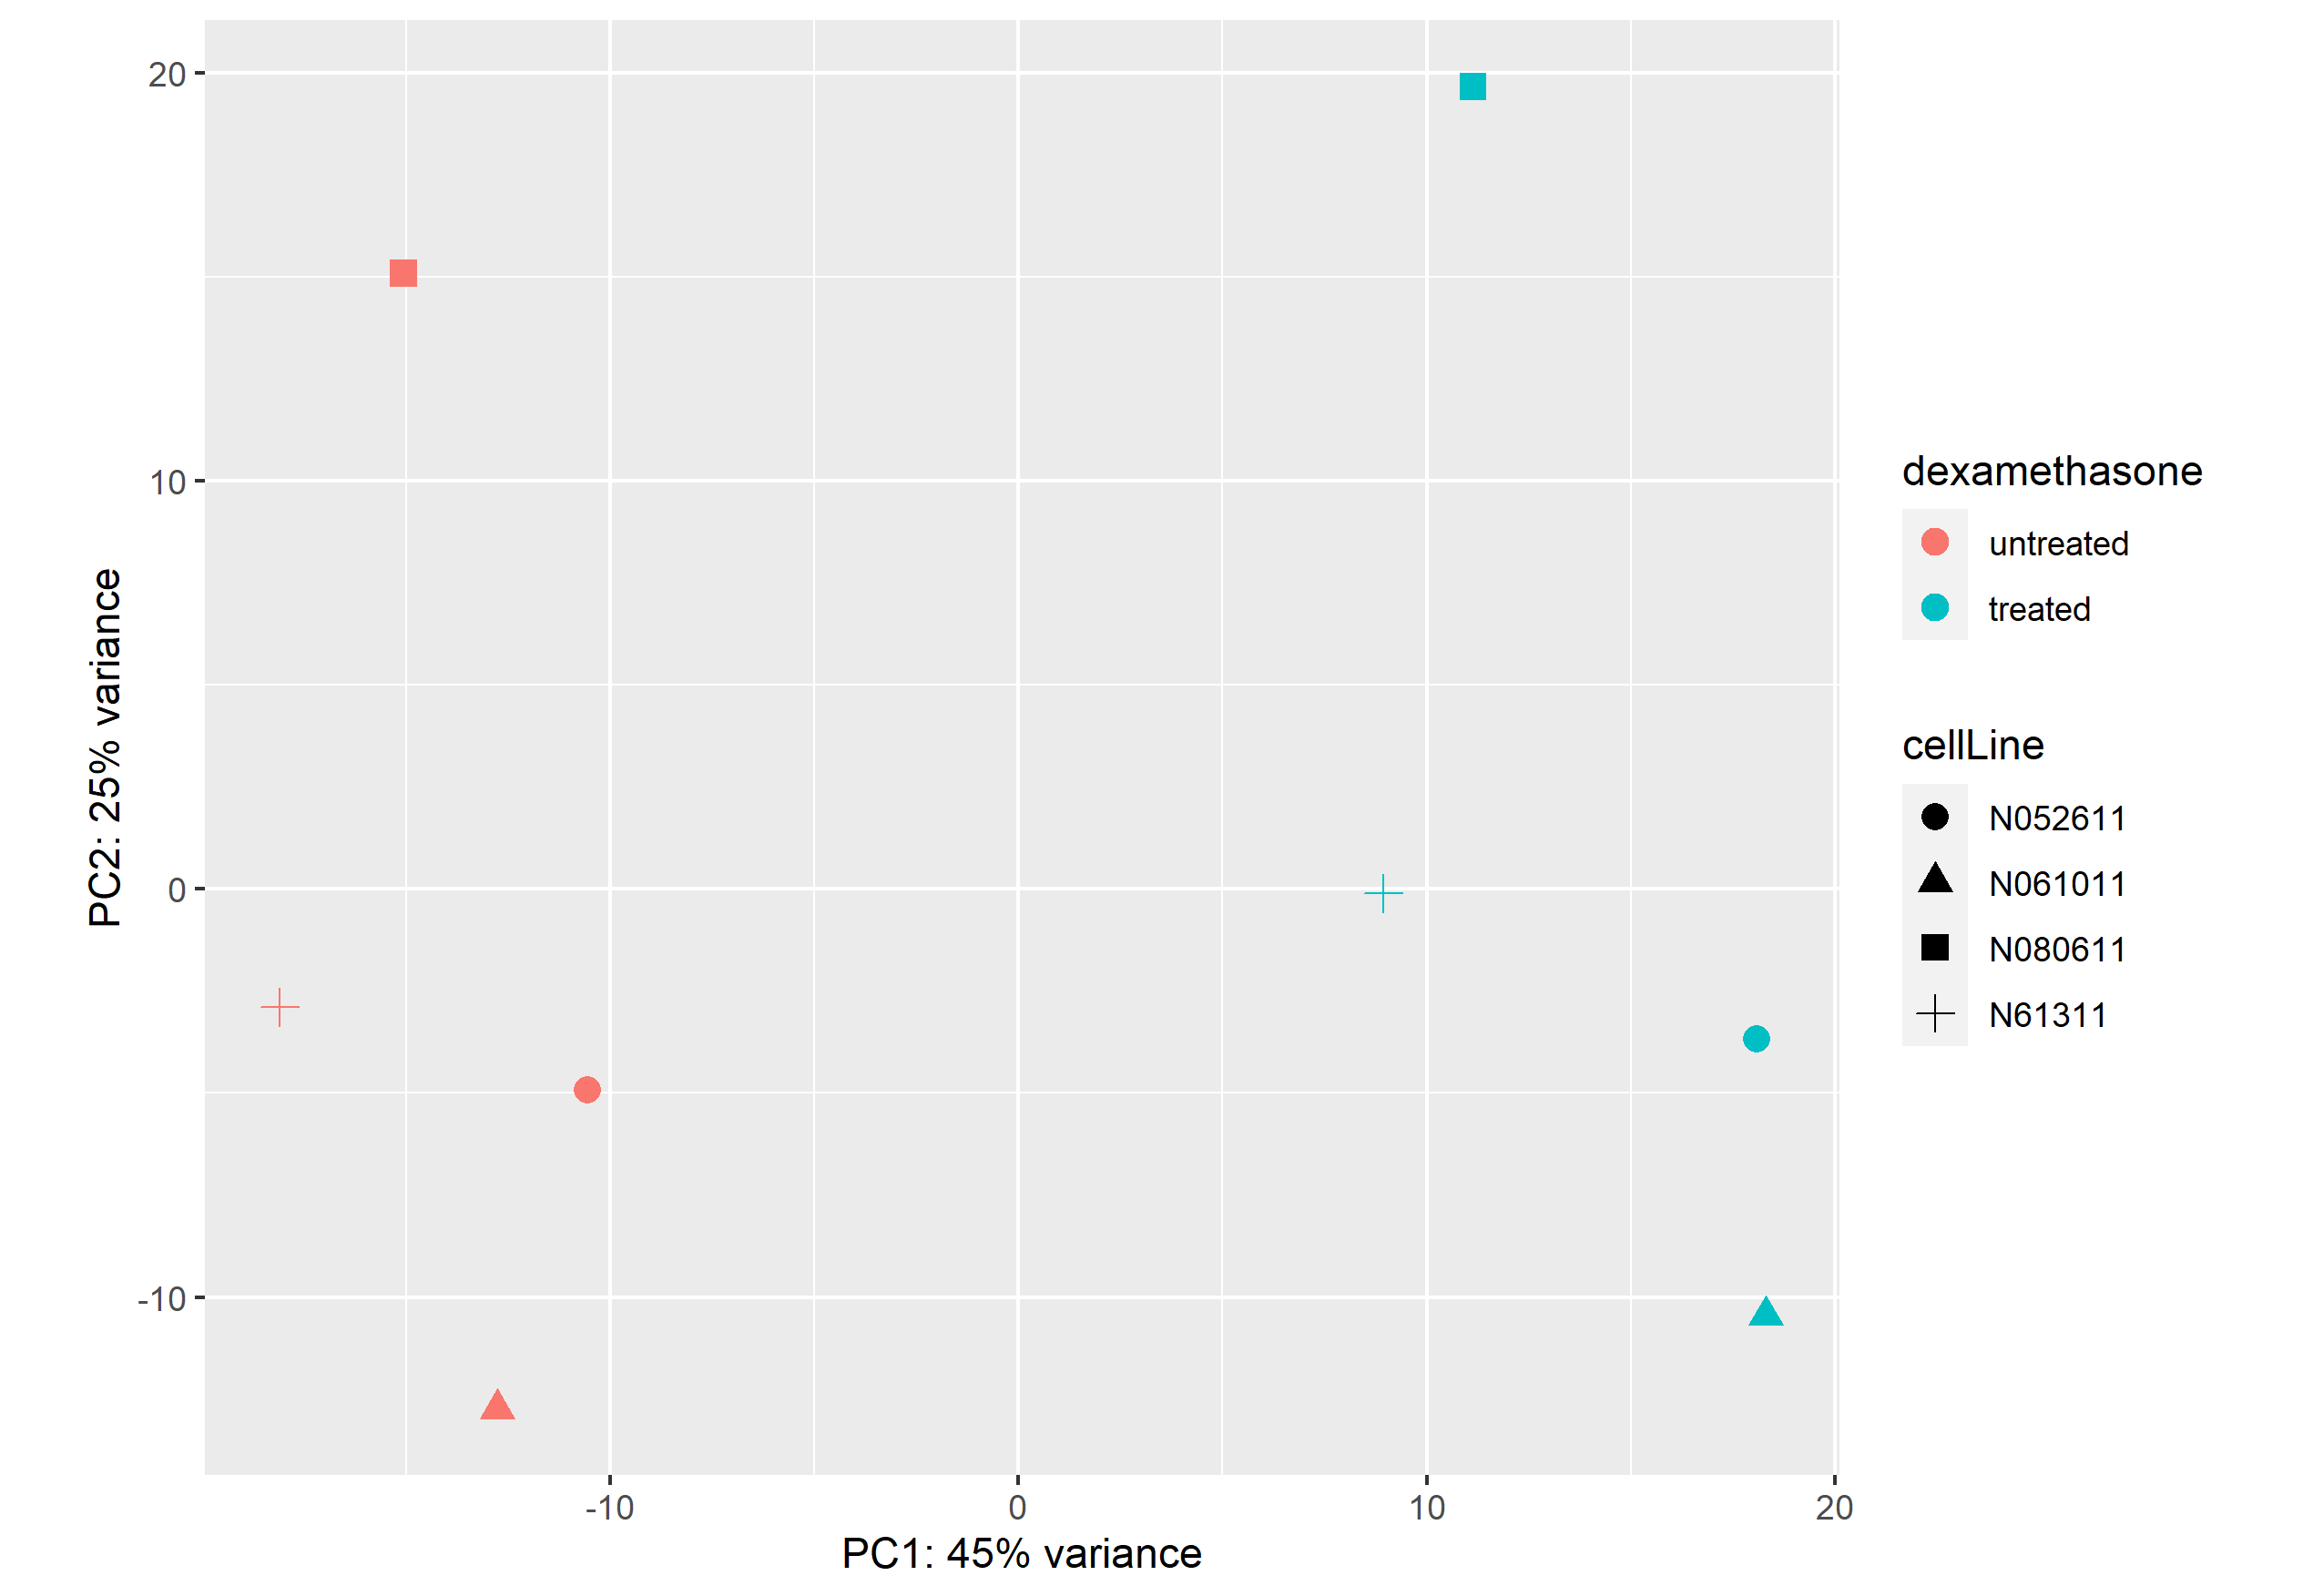 20
10
0
-10
PC2: 25% variance
-10
0
10
20
PC1: 45% variance
dexamethasone
untreated
treated
cellLine
N052611
N061011
N080611
N61311